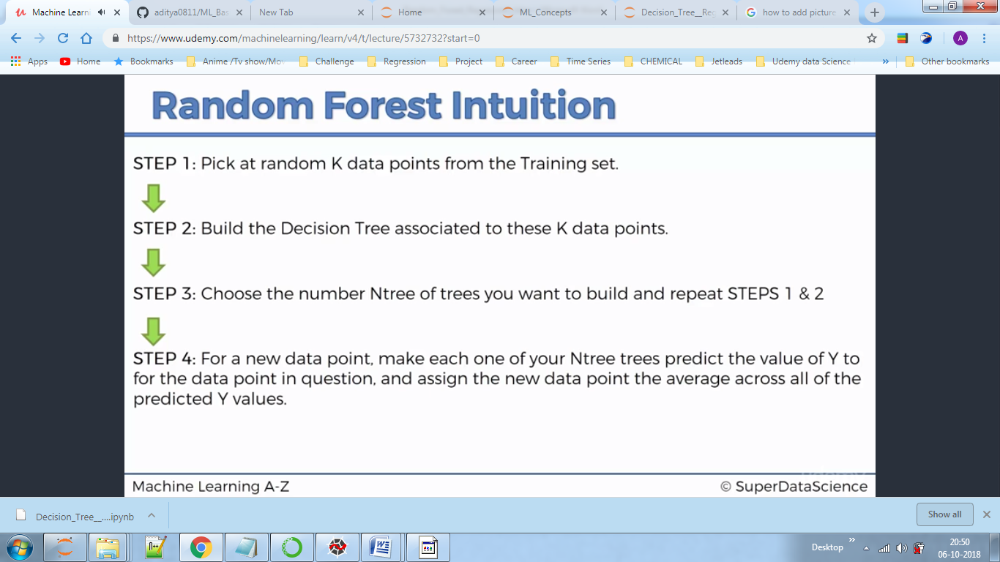 Machine Learni
aditya0811/ML_Bas
New Tab
Home
ML_Concepts
Decision_Tree__Reg
how to add picture
https://www.udemy.com/machinelearning/learn/v4/t/lecture/5732732?start=0
A
Apps
Home
Bookmarks
Anime /Tv show/Mov
Challenge
Regression
Project
Career
Time Series
CHEMICAL
Jetleads
Udemy data Science
»
Other bookmarks
Random Forest Intuition
STEP 1: Pick at random K data points from the Training set.
STEP 2: Build the Decision Tree associated to these K data points.
STEP 3: Choose the number Ntree of trees you want to build and repeat STEPS 1 & 2
STEP 4: For a new data point, make each one of your Ntree trees predict the value of Y to
for the data point in question, and assign the new data point the average across all of the
predicted Y values.
Machine Learning A-Z
© SuperDataScience
Decision_Tree__....ipynb
Show all
Desktop
»
20:50
06-10-2018